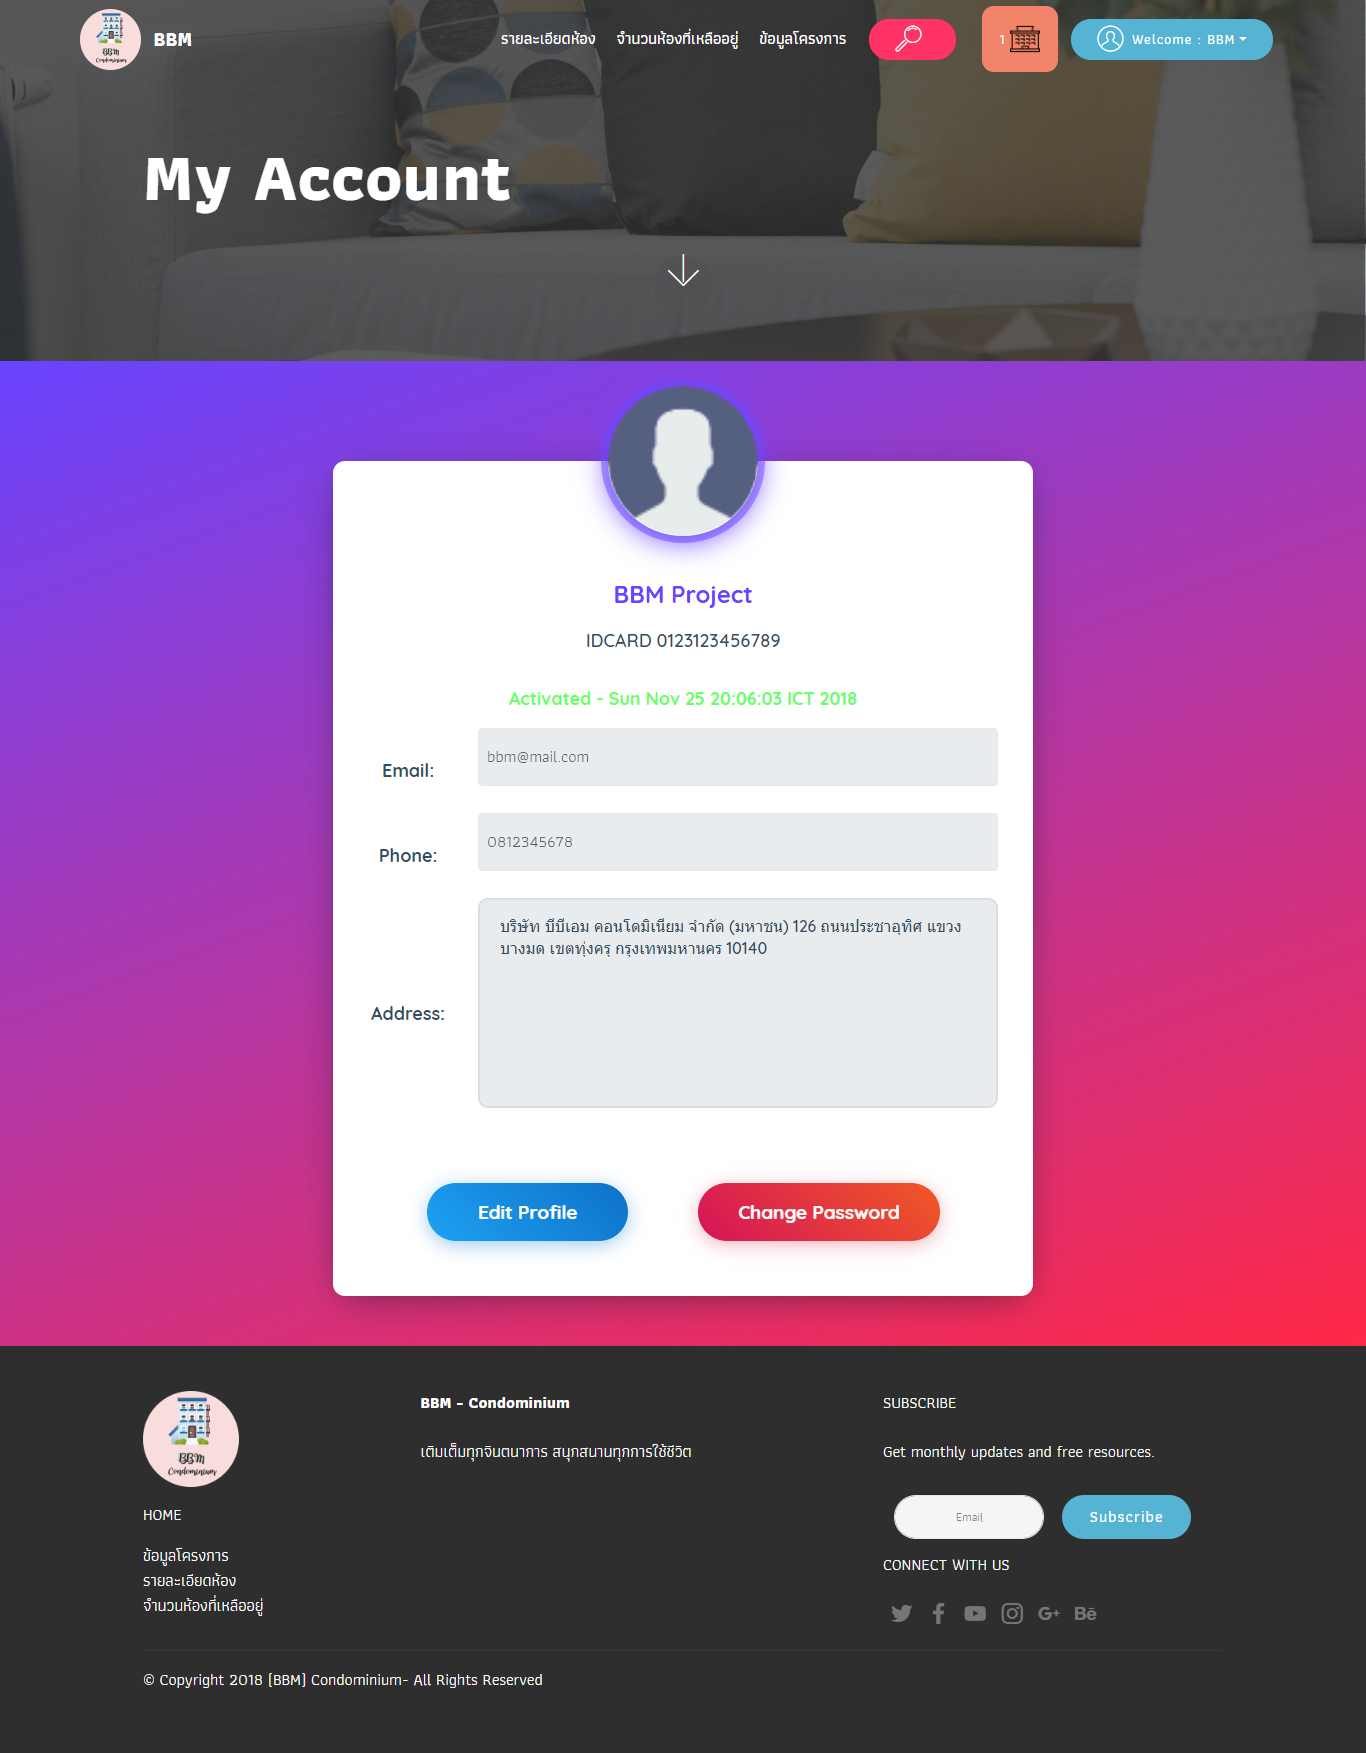 BBM
Condominium
BBM
รายละเอียดห้อง
จำนวนห้องที่เหลืออยู่
ข้อมูลโครงการ
1
Welcome : BBM
My Account
BBM Project
IDCARD 0123123456789
Activated - Sun Nov 25 20:06:03 ICT 2018
Email:
bbm@mail.com
Phone:
0812345678
Address:
บริษัท บีบีเอม คอนโดมิเนียม จำกัด (มหาชน) 126 ถนนประชาอุทิศ แขวง
บางมด เขตทุ่งครุ กรุงเทพมหานคร 10140
Edit Profile
Change Password
BBM
Condominium
HOME
ข้อมูลโครงการ
รายละเอียดห้อง
จำนวนห้องที่เหลืออยู่
BBM - Condominium
เติมเต็มทุกจินตนาการ สนุกสนานทุกการใช้ชีวิต
SUBSCRIBE
Get monthly updates and free resources.
Email
Subscribe
CONNECT WITH US
G+
Bē
© Copyright 2018 [BBM] Condominium- All Rights Reserved